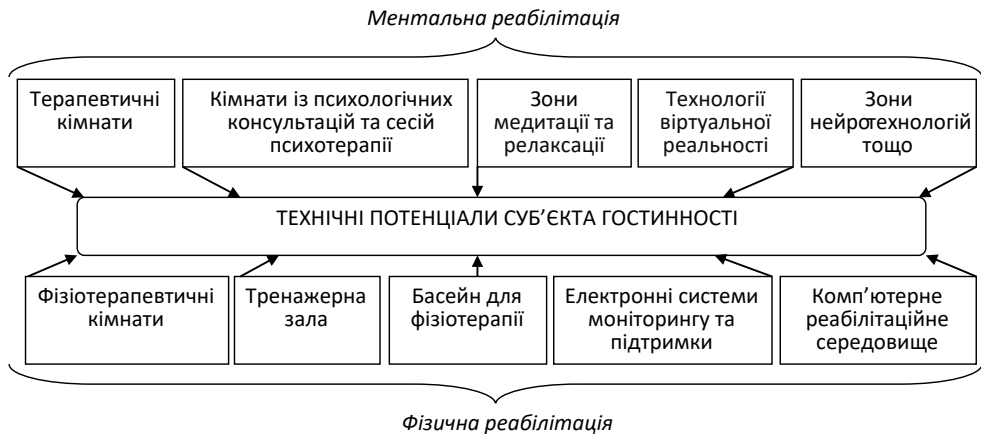 Ментальна реабілітація
Терапевтичні
кімнати
Кімнати із психологічних
консультацій та сесій
психотерапії
Зони
медитації та
релаксації
Технології
віртуальної
реальності
Зони
нейротехнологій
тощо
ТЕХНІЧНІ ПОТЕНЦІАЛИ СУБ’ЄКТА ГОСТИННОСТІ
Фізіотерапевтичні
кімнати
Тренажерна
зала
Басейн для
фізіотерапії
Електронні системи
моніторингу та
підтримки
Комп’ютерне
реабілітаційне
середовище
Фізична реабілітація